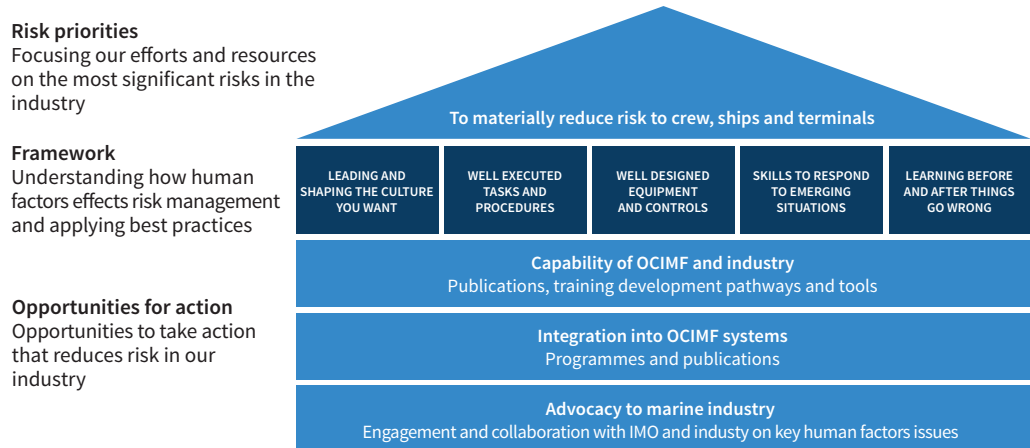 Risk priorities
Focusing our efforts and resources
on the most significant risks in the
industry
To materially reduce risk to crew, ships and terminals
Framework
Understanding how human
factors effects risk management
and applying best practices
LEADING AND
SHAPING THE CULTURE
YOU WANT
WELL EXECUTED
TASKS AND
PROCEDURES
WELL DESIGNED
EQUIPMENT
AND CONTROLS
SKILLS TO RESPOND
TO EMERGING
SITUATIONS
LEARNING BEFORE
AND AFTER THINGS
GO WRONG
Opportunities for action
Opportunities to take action
that reduces risk in our
industry
Capability of OCIMF and industry
Publications, training development pathways and tools
Integration into OCIMF systems
Programmes and publications
Advocacy to marine industry
Engagement and collaboration with IMO and industy on key human factors issues